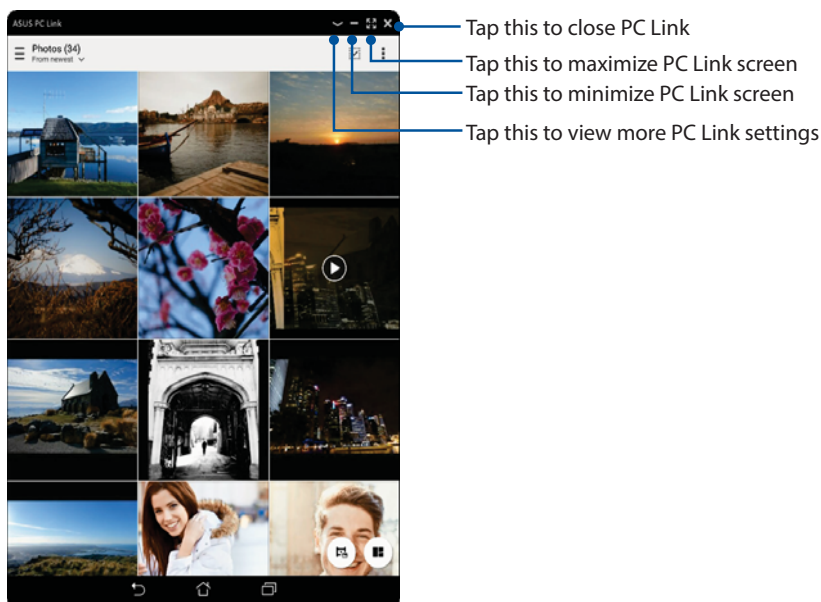 ASUS PC Link
Photos (34)
From newest
Tap this to close PC Link
Tap this to maximize PC Link screen
Tap this to minimize PC Link screen
Tap this to view more PC Link settings